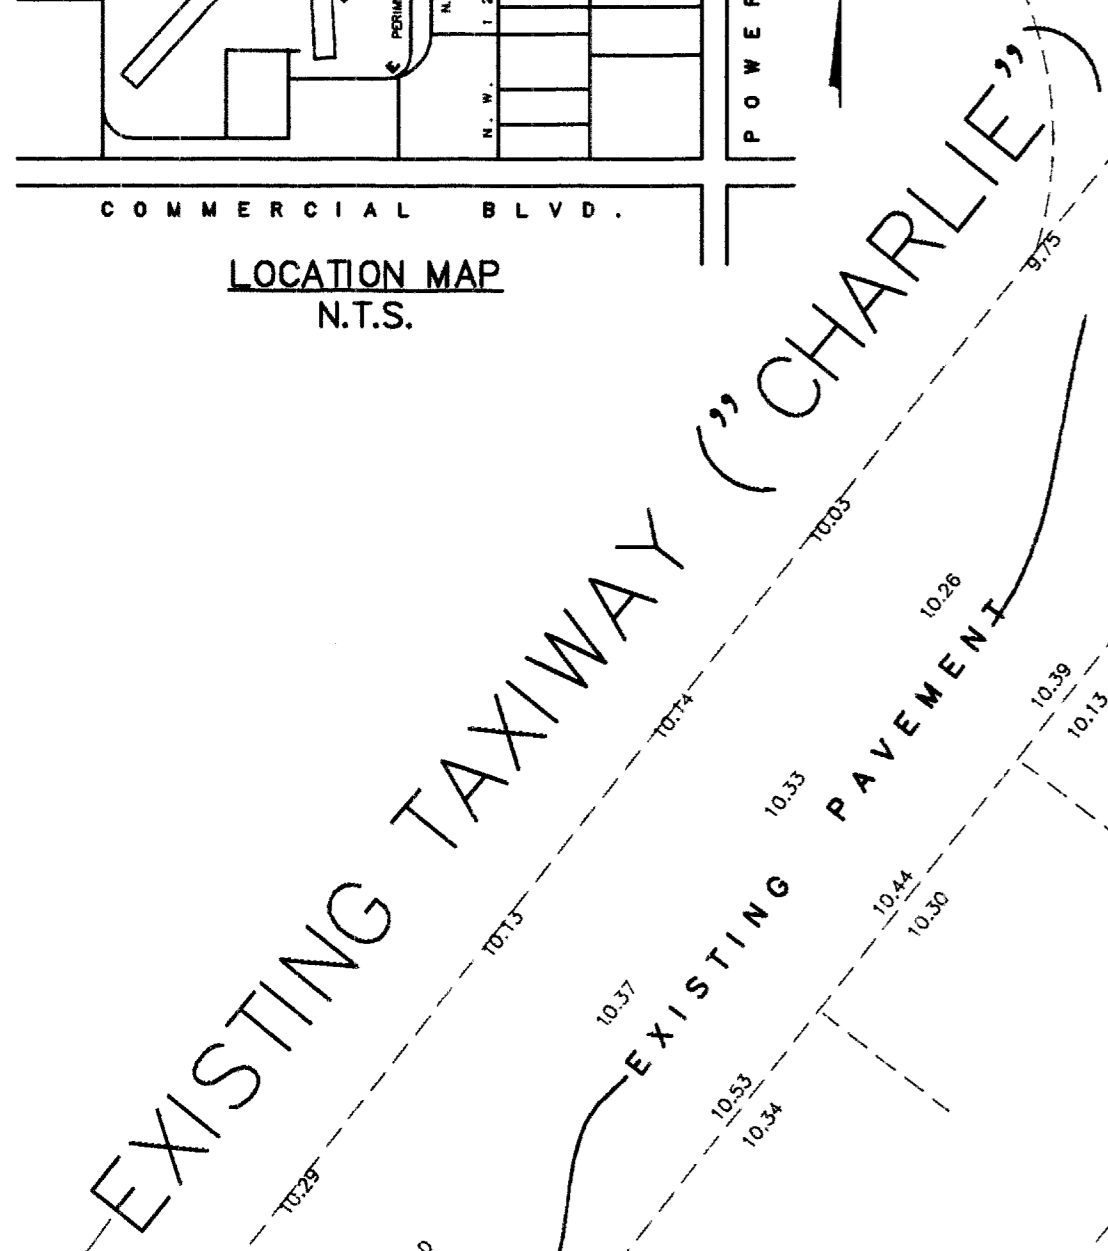 PERIM
N.
1 2
N. W.
POWER
COMMERCIAL BLVD.
LOCATION MAP
N.T.S.
EXISTING TAXIWAY ("CHARLIE")
9.75
10.03
10.14
10.13
10.29
10.26
10.33
10.37
EXISTING PAVEMENT
10.39
10.13
10.44
10.30
10.53
10.34